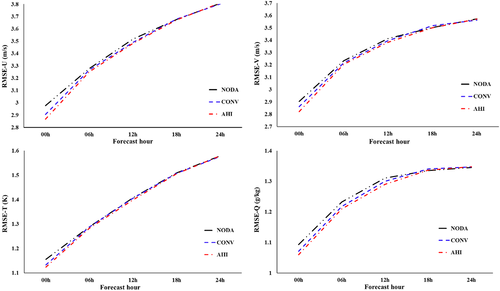 RMSE-U (m/s)
3.8
3.7
3.6
3.5
3.4
3.3
3.2
3.1
3
2.9
2.8
NODA
CONV
AHI
00h 06h 12h 18h 24h
Forecast hour
RMSE-V (m/s)
3.7
3.6
3.5
3.4
3.3
3.2
3.1
3
2.9
2.8
2.7
NODA
CONV
AHI
00h 06h 12h 18h 24h
Forecast hour
RMSE-T (K)
1.6
1.5
1.4
1.3
1.2
1.1
NODA
CONV
AHI
00h 06h 12h 18h 24h
Forecast hour
RMSE-Q (g/kg)
1.4
1.3
1.2
1.1
1
NODA
CONV
AHI
00h 06h 12h 18h 24h
Forecast hour